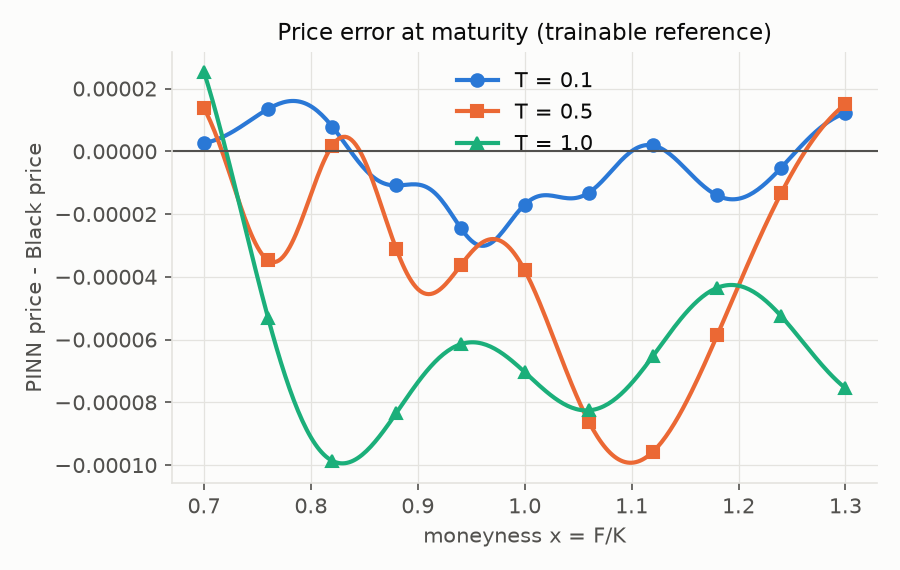 Price error at maturity (trainable reference)
T = 0.1
T = 0.5
T = 1.0
PINN price - Black price
0.00002
0.00000
−0.00002
−0.00004
−0.00006
−0.00008
−0.00010
0.7 0.8 0.9 1.0 1.1 1.2 1.3
moneyness x = F/K